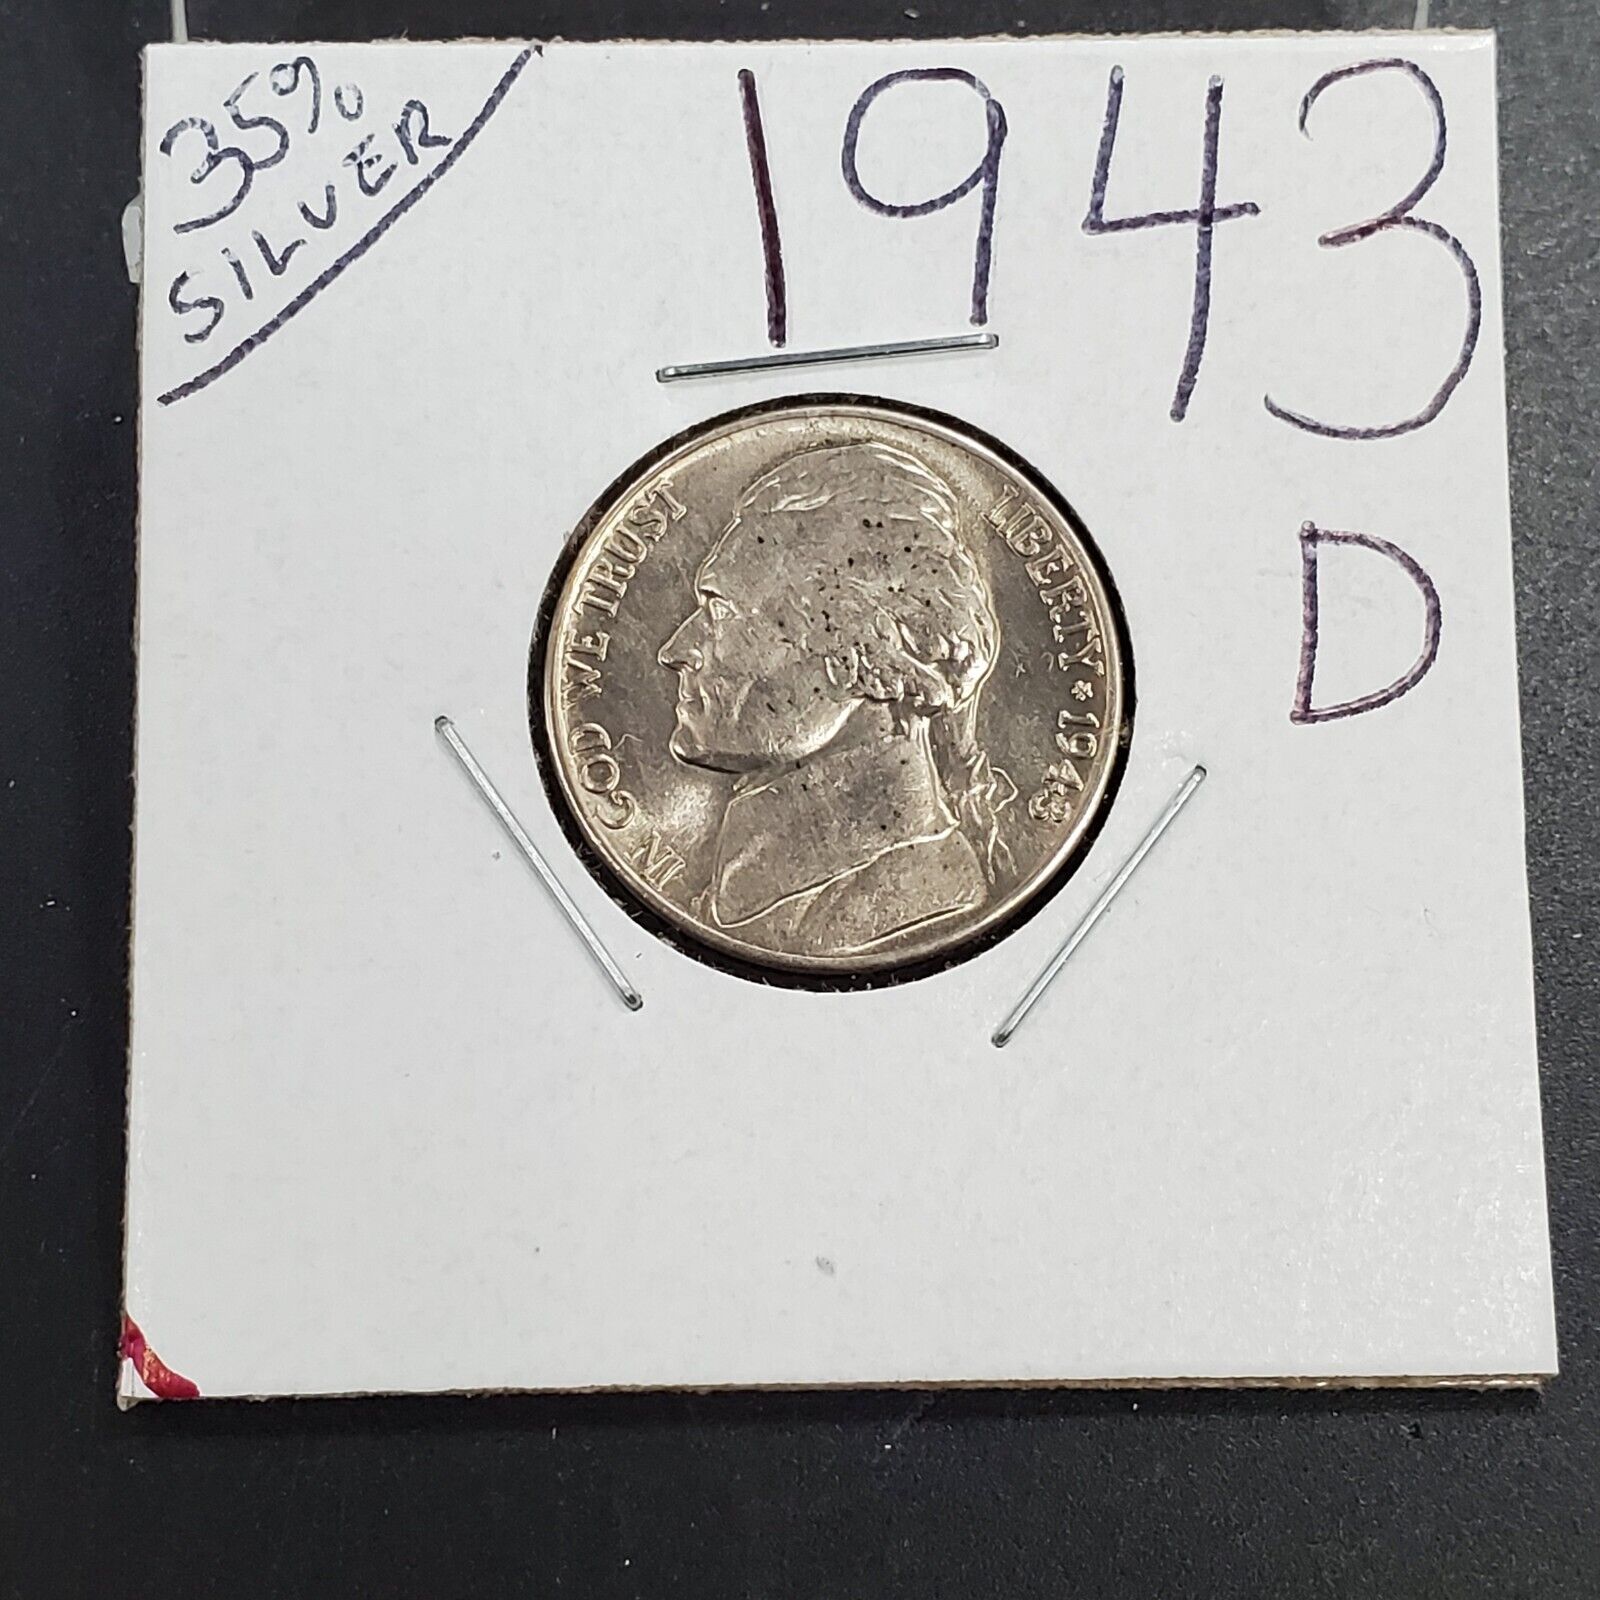 35%
SILVER
1943
D
IN GOD WE TRUST
LIBERTY ★ 1943